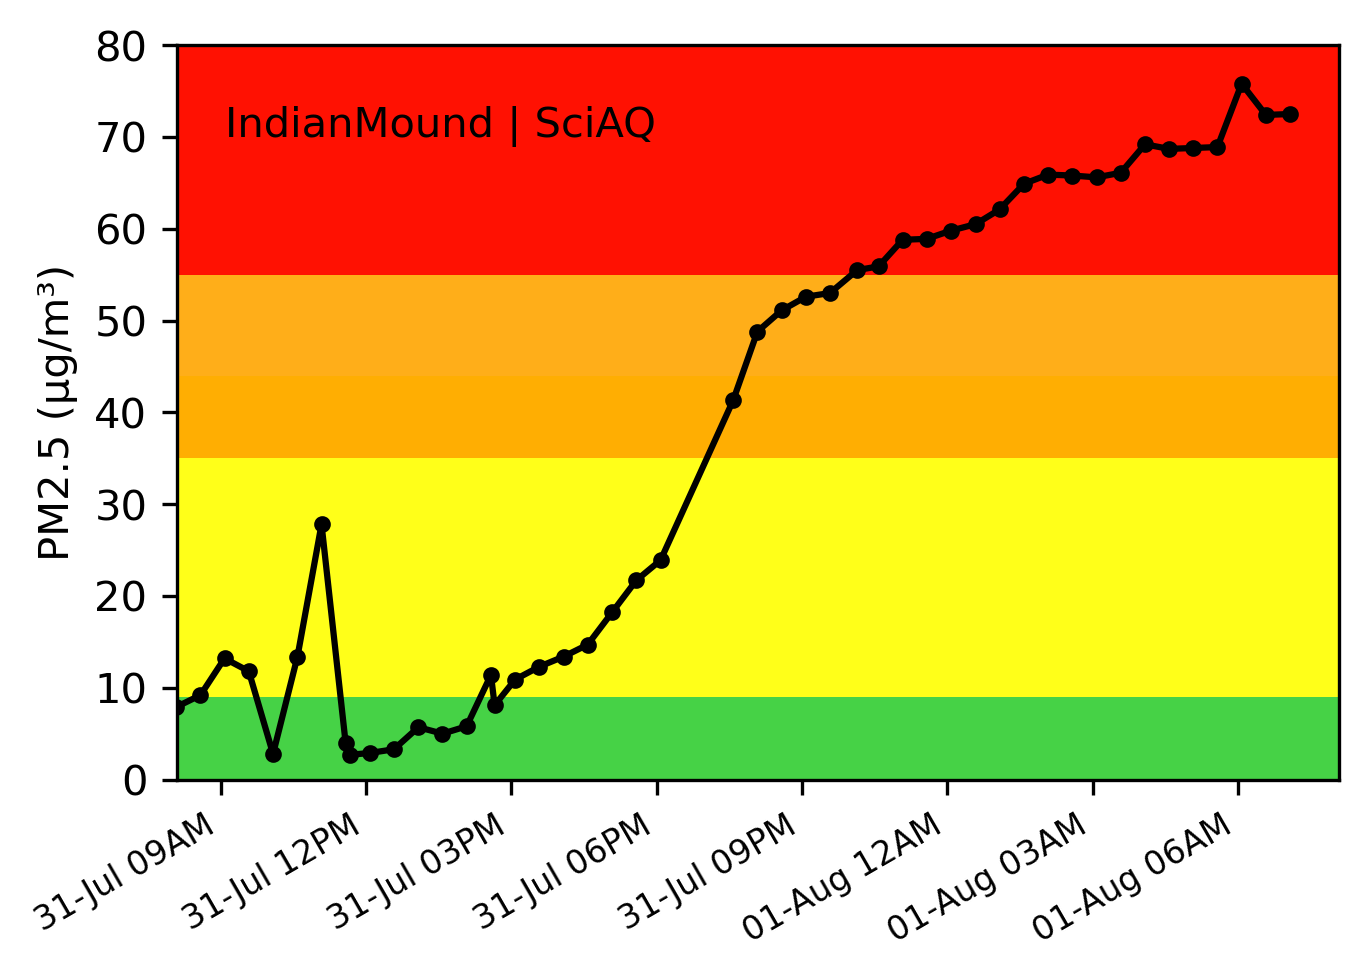 IndianMound | SciAQ
PM2.5 (µg/m³)
80
70
60
50
40
30
20
10
0
31-Jul 09AM
31-Jul 12PM
31-Jul 03PM
31-Jul 06PM
31-Jul 09PM
01-Aug 12AM
01-Aug 03AM
01-Aug 06AM